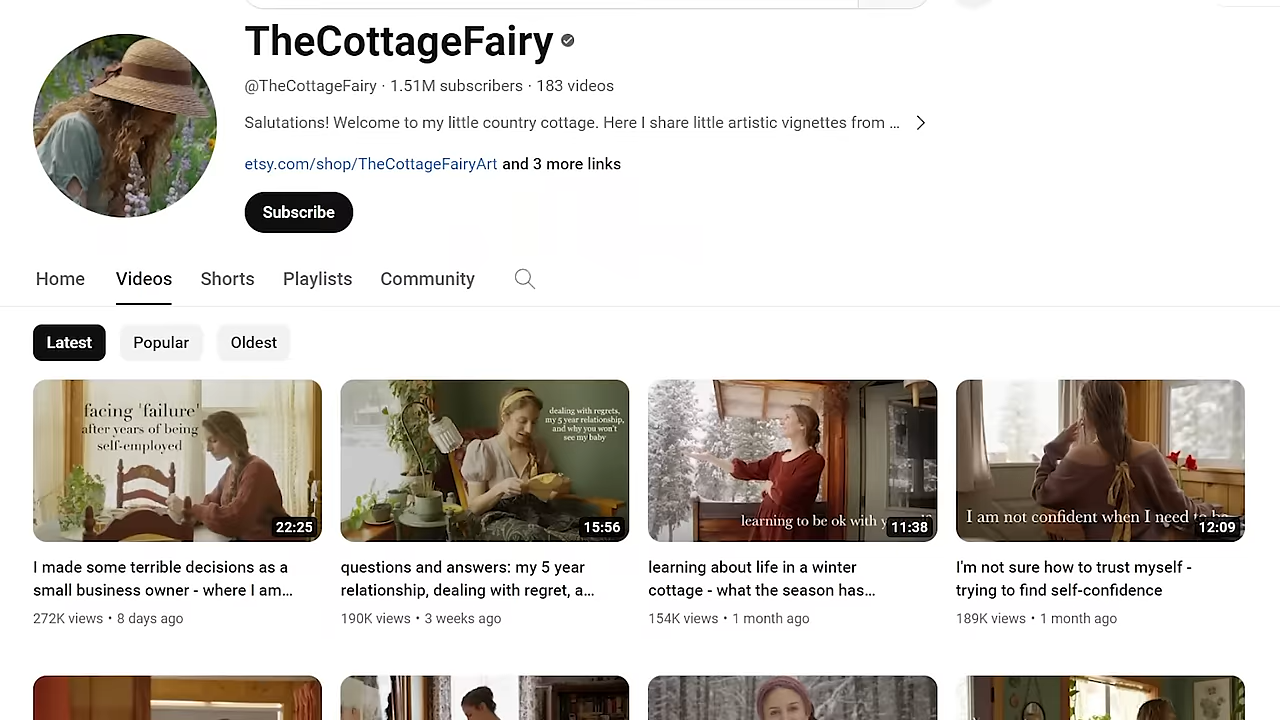 TheCottageFairy
@TheCottageFairy · 1.51M subscribers · 183 videos
Salutations! Welcome to my little country cottage. Here I share little artistic vignettes from ...
etsy.com/shop/TheCottageFairyArt and 3 more links
Subscribe
Home Videos Shorts Playlists Community
Latest Popular Oldest
facing 'failure'
after years of being
self-employed
22:25
dealing with regrets,
my 5 year relationship,
and why you won't
see my baby
15:56
learning to be ok with
11:38
I am not confident when I need to be
12:09
I made some terrible decisions as a
small business owner - where I am...
272K views • 8 days ago
questions and answers: my 5 year
relationship, dealing with regret, a...
190K views • 3 weeks ago
learning about life in a winter
cottage - what the season has...
154K views • 1 month ago
I'm not sure how to trust myself -
trying to find self-confidence
189K views • 1 month ago